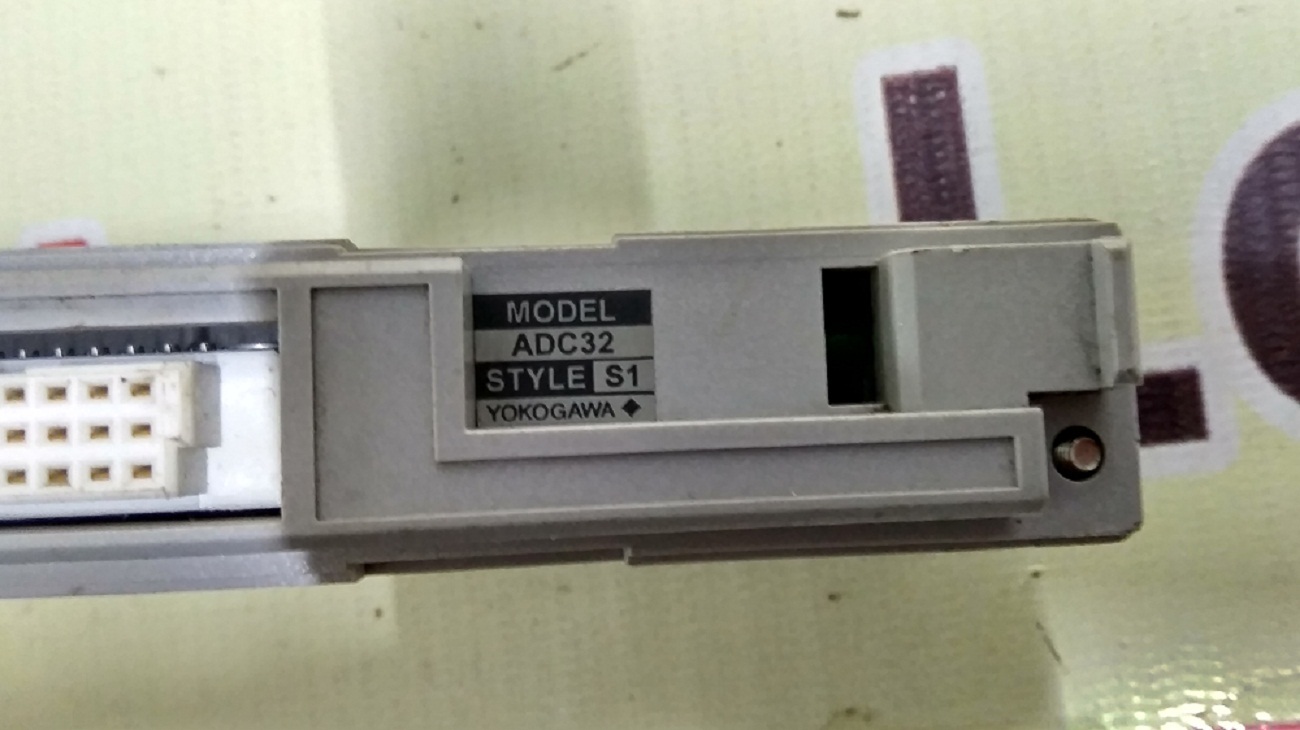 MODEL
ADC32
STYLE S1
YOKOGAWA